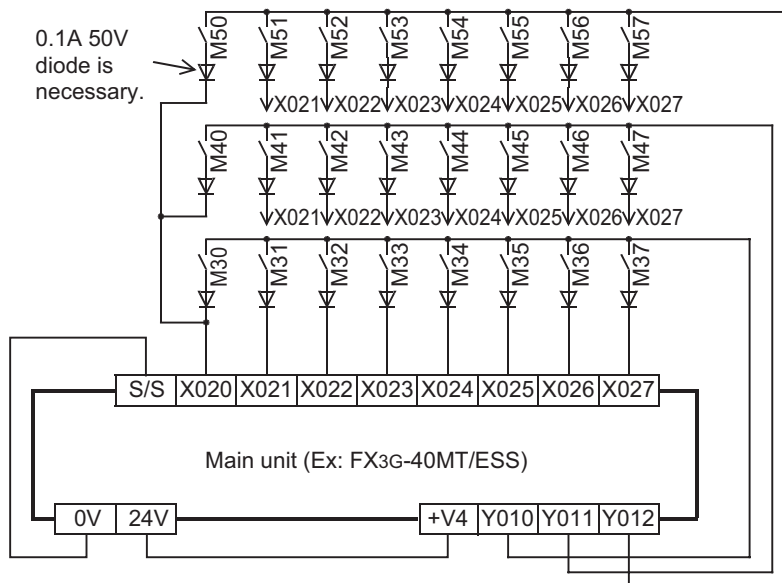 0.1A 50V
diode is
necessary.
M50 M51 M52 M53 M54 M55 M56 M57
X021 X022 X023 X024 X025 X026 X027
M40 M41 M42 M43 M44 M45 M46 M47
X021 X022 X023 X024 X025 X026 X027
M30 M31 M32 M33 M34 M35 M36 M37
S/S X020 X021 X022 X023 X024 X025 X026 X027
Main unit (Ex: FX3G-40MT/ESS)
0V 24V +V4 Y010 Y011 Y012